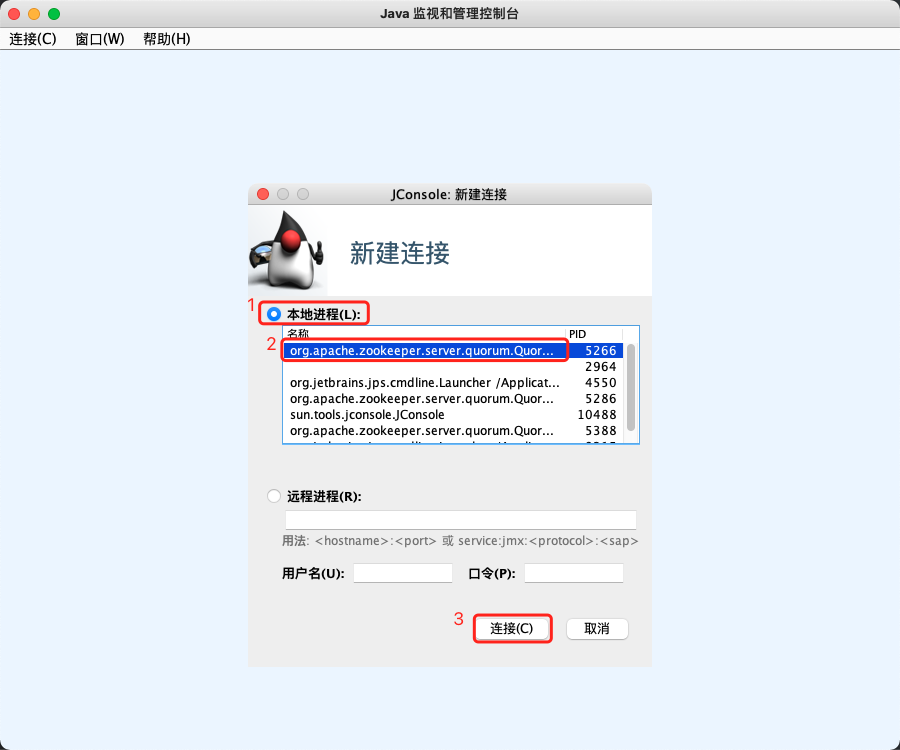 Java 监视和管理控制台
连接(C) 窗口(W) 帮助(H)
JConsole: 新建连接
新建连接
1 本地进程(L):
名称 PID
2 org.apache.zookeeper.server.quorum.Quor... 5266
2964
org.jetbrains.jps.cmdline.Launcher /Applicat... 4550
org.apache.zookeeper.server.quorum.Quor... 5286
sun.tools.jconsole.JConsole 10488
org.apache.zookeeper.server.quorum.Quor... 5388
远程进程(R):
用法: <hostname>:<port> 或 service:jmx:<protocol>:<sap>
用户名(U): 口令(P):
3 连接(C) 取消